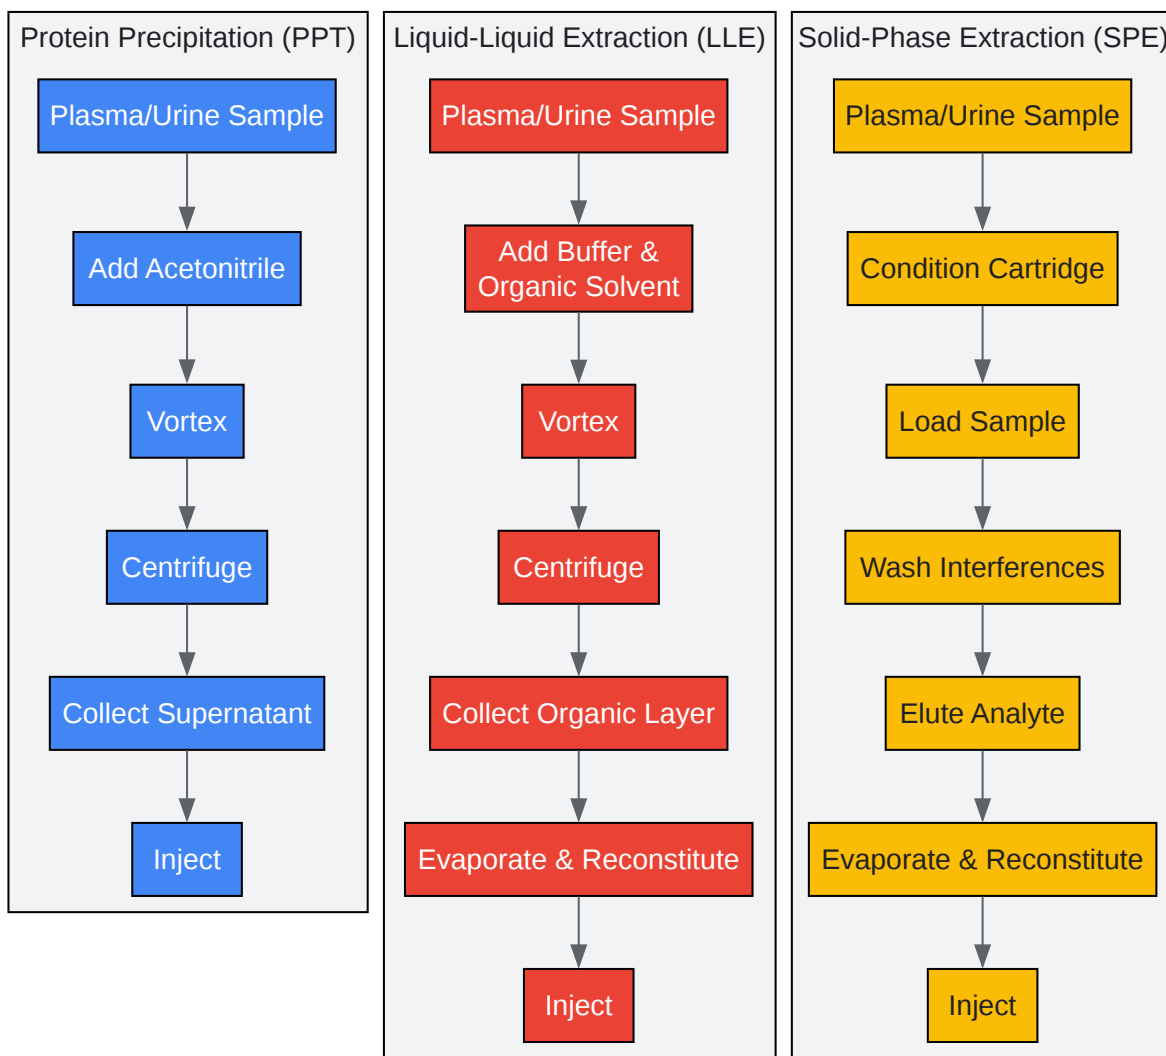 Protein Precipitation (PPT)
Plasma/Urine Sample
Add Acetonitrile
Vortex
Centrifuge
Collect Supernatant
Inject
Liquid-Liquid Extraction (LLE)
Plasma/Urine Sample
Add Buffer &
Organic Solvent
Vortex
Centrifuge
Collect Organic Layer
Evaporate & Reconstitute
Inject
Solid-Phase Extraction (SPE)
Plasma/Urine Sample
Condition Cartridge
Load Sample
Wash Interferences
Elute Analyte
Evaporate & Reconstitute
Inject